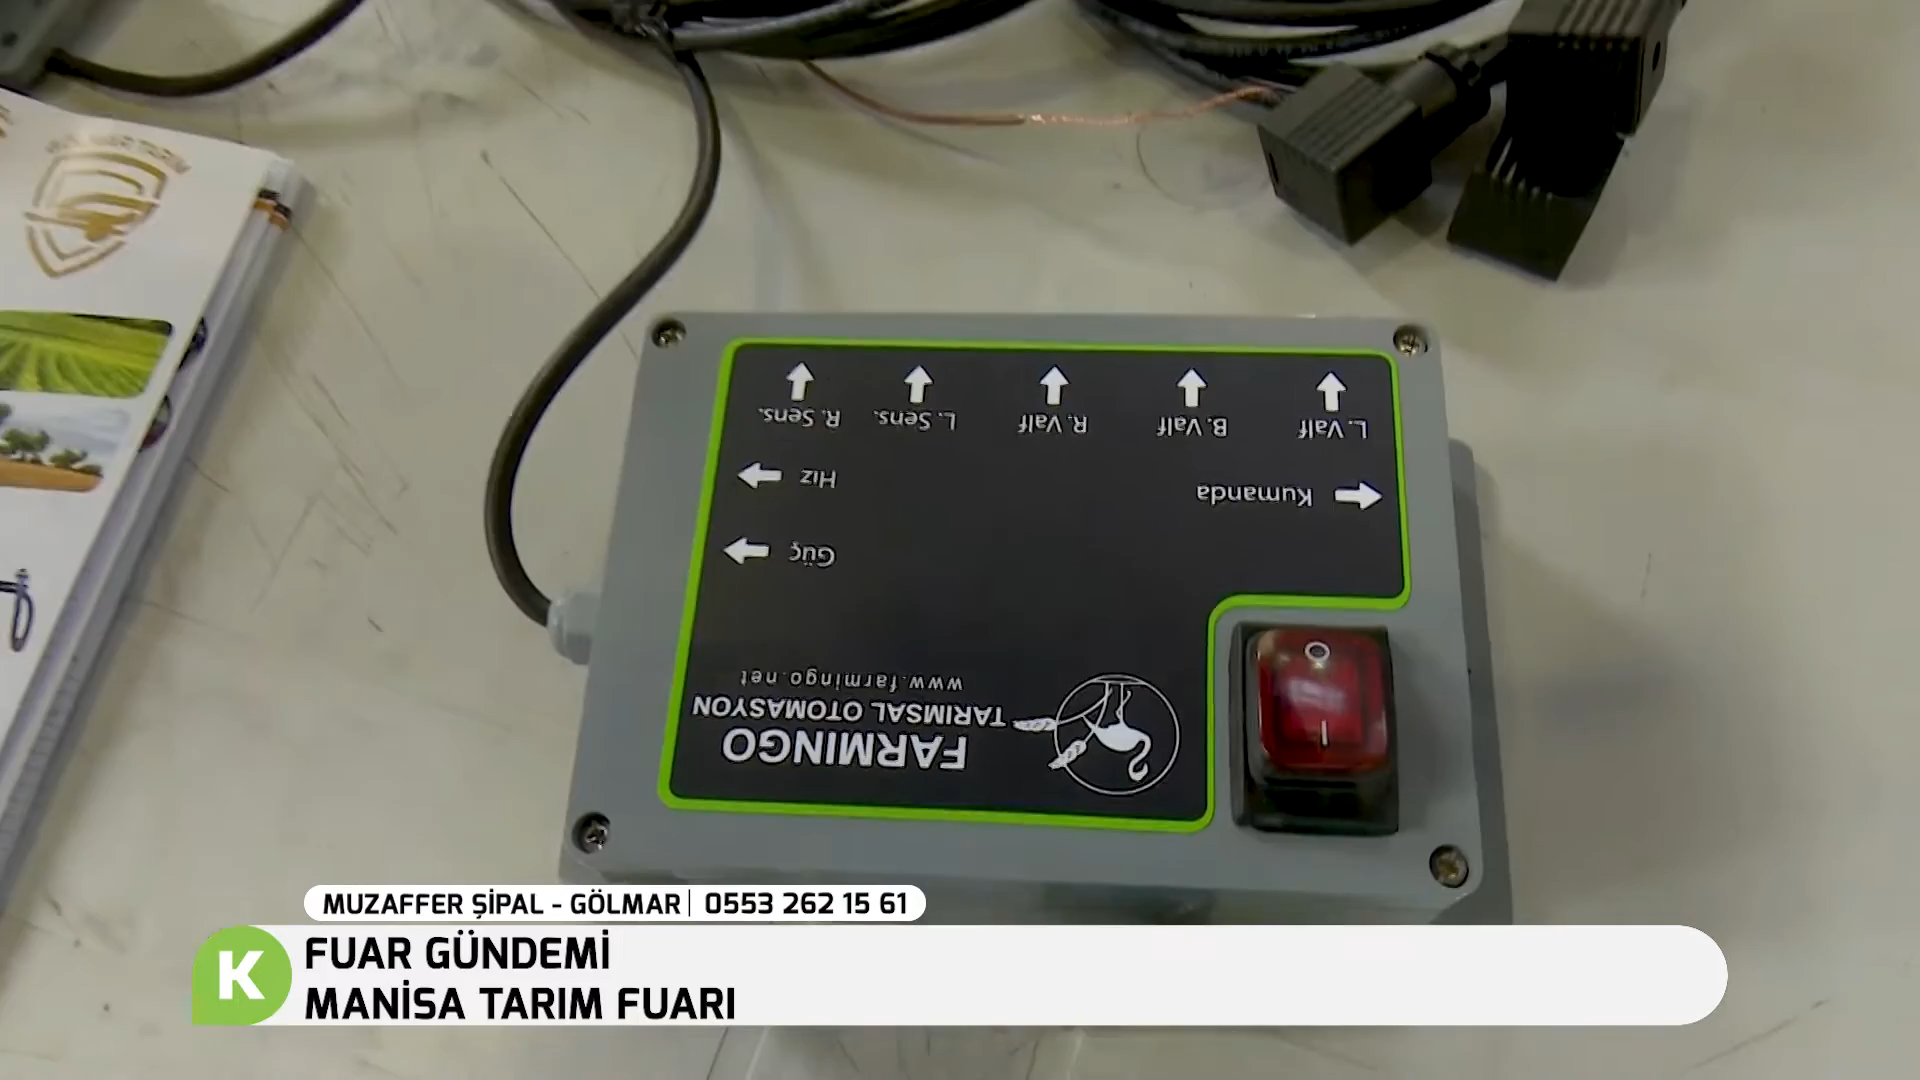 R. Sens.
L. Sens.
R. Valf
B. Valf
L. Valf
Hız
Kumanda
Güç
www.farmingo.net
TARIMSAL OTOMASYON
FARMINGO
MUZAFFER ŞİPAL - GÖLMAR | 0553 262 15 61
K
FUAR GÜNDEMİ
MANİSA TARIM FUARI